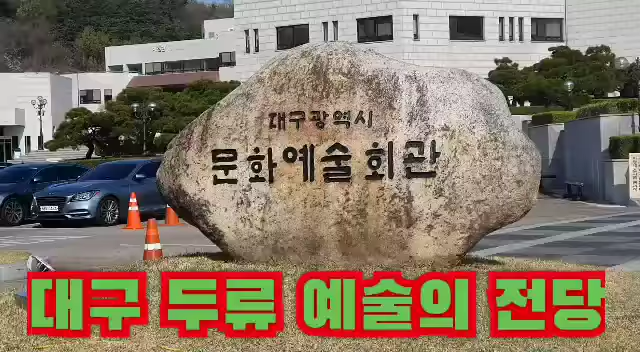 대구광역시
문화예술회관
대구 두류 예술의 전당